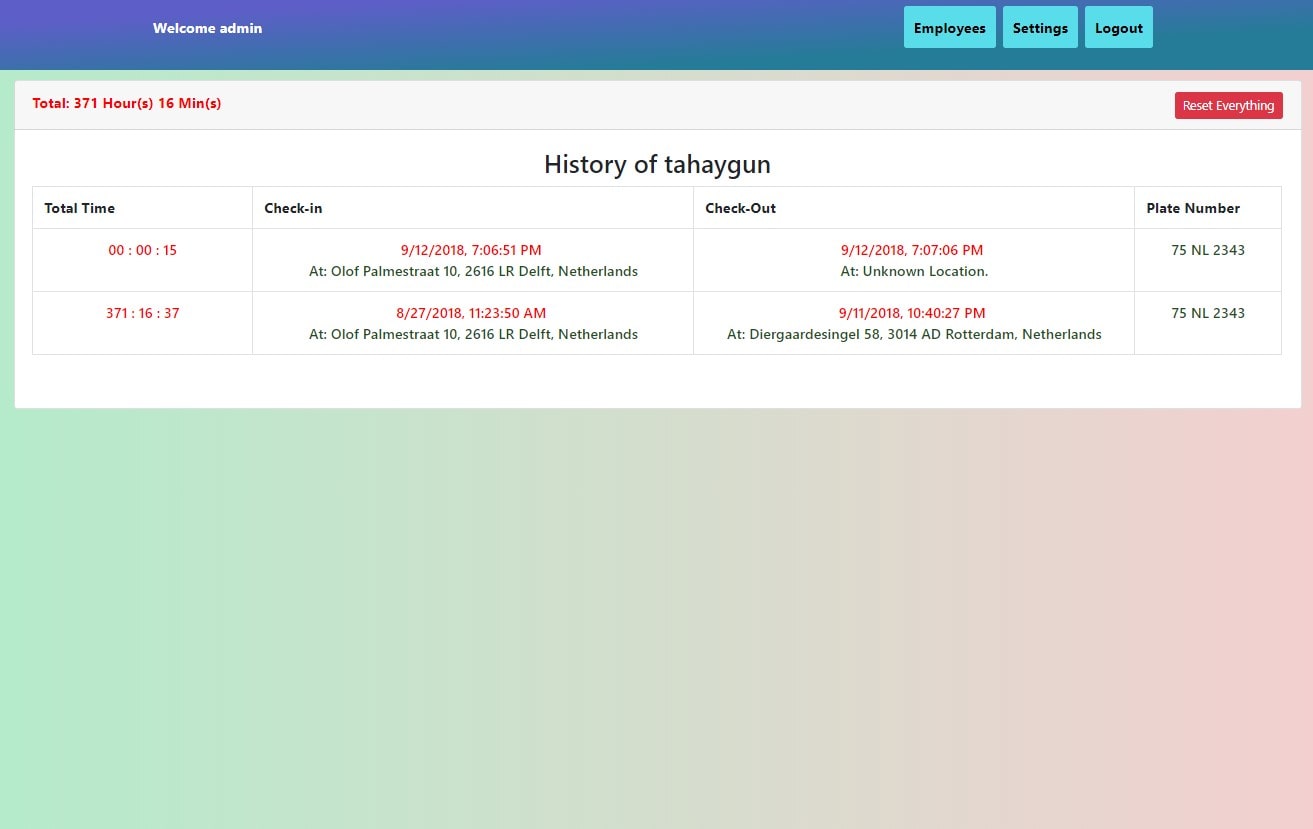 Welcome admin
Employees
Settings
Logout
Total: 371 Hour(s) 16 Min(s)
Reset Everything
History of tahaygun
Total Time
Check-in
Check-Out
Plate Number
00 : 00 : 15
9/12/2018, 7:06:51 PM
At: Olof Palmestraat 10, 2616 LR Delft, Netherlands
9/12/2018, 7:07:06 PM
At: Unknown Location.
75 NL 2343
371 : 16 : 37
8/27/2018, 11:23:50 AM
At: Olof Palmestraat 10, 2616 LR Delft, Netherlands
9/11/2018, 10:40:27 PM
At: Diergaardesingel 58, 3014 AD Rotterdam, Netherlands
75 NL 2343